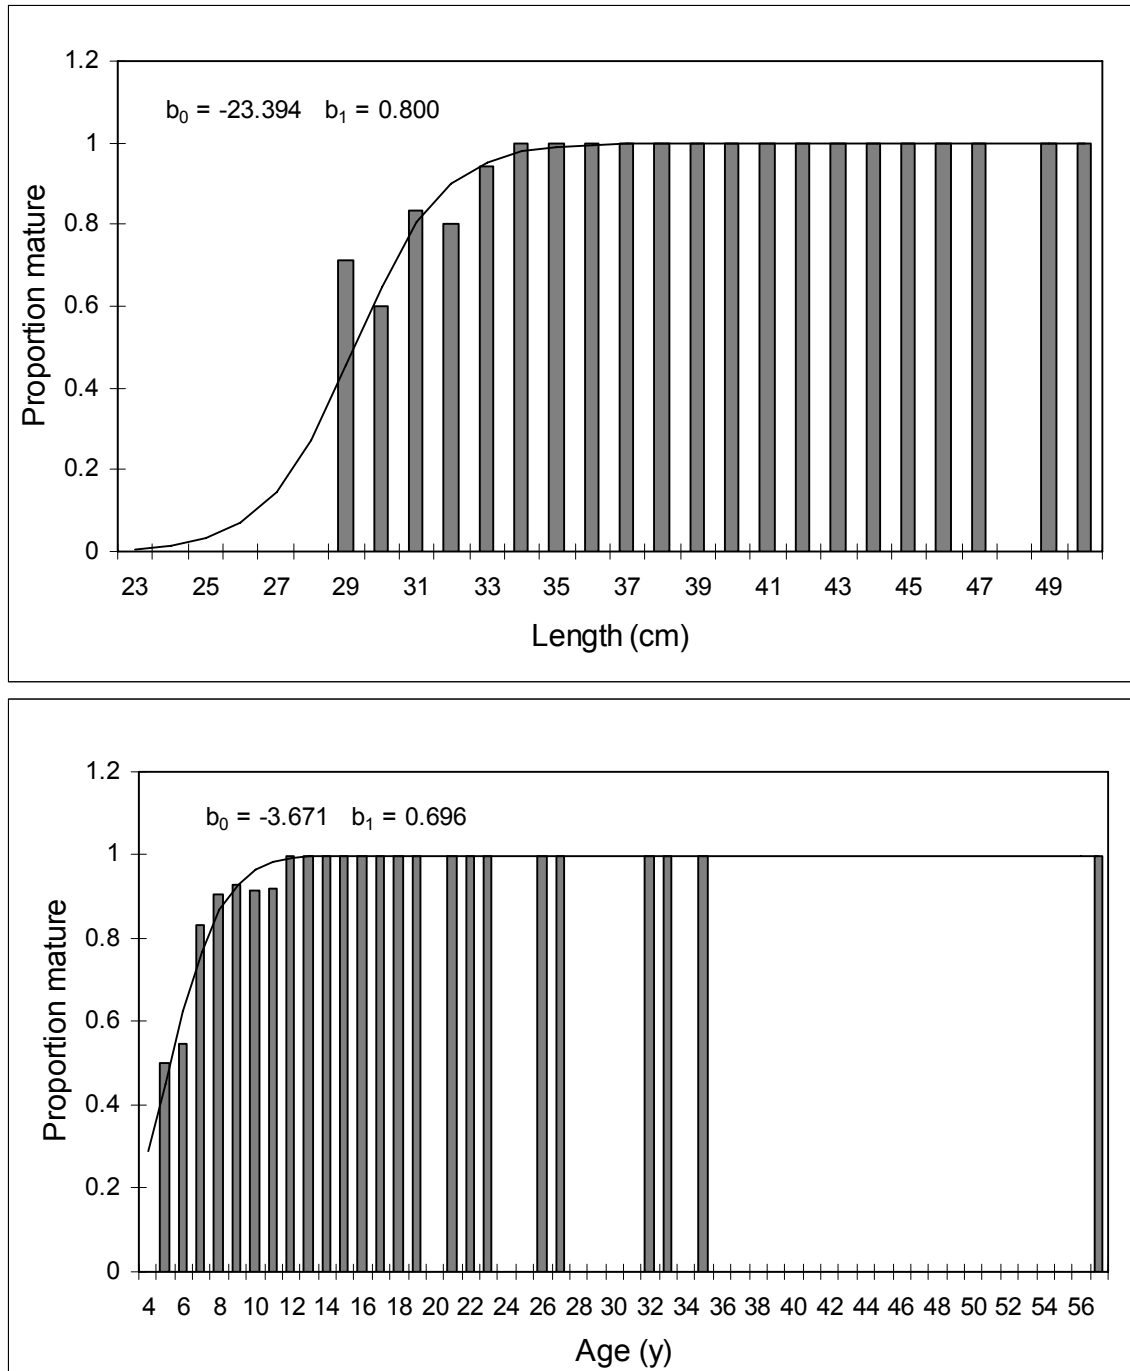 1.2
b₀ = -23.394 b₁ = 0.800
1
0.8
0.6
0.4
0.2
0
Proportion mature
23 25 27 29 31 33 35 37 39 41 43 45 47 49
Length (cm)
1.2
b₀ = -3.671 b₁ = 0.696
1
0.8
0.6
0.4
0.2
0
Proportion mature
4 6 8 10 12 14 16 18 20 22 24 26 28 30 32 34 36 38 40 42 44 46 48 50 52 54 56
Age (y)